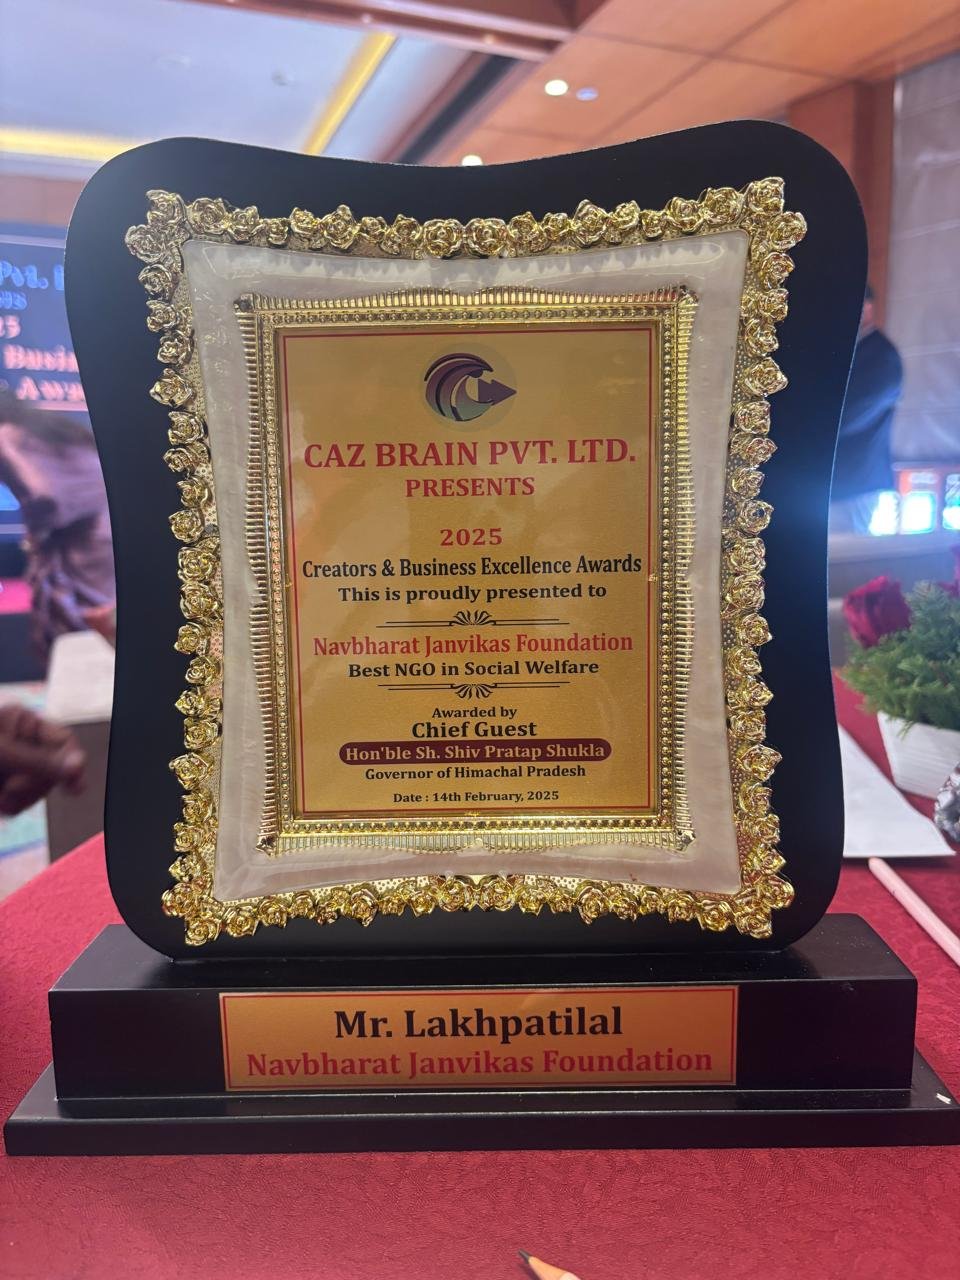 CAZ BRAIN PVT. LTD.
PRESENTS
2025
Creators & Business Excellence Awards
This is proudly presented to
Navbharat Janvikas Foundation
Best NGO in Social Welfare
Awarded by
Chief Guest
Hon'ble Sh. Shiv Pratap Shukla
Governor of Himachal Pradesh
Date : 14th February, 2025
Mr. Lakhpatilal
Navbharat Janvikas Foundation